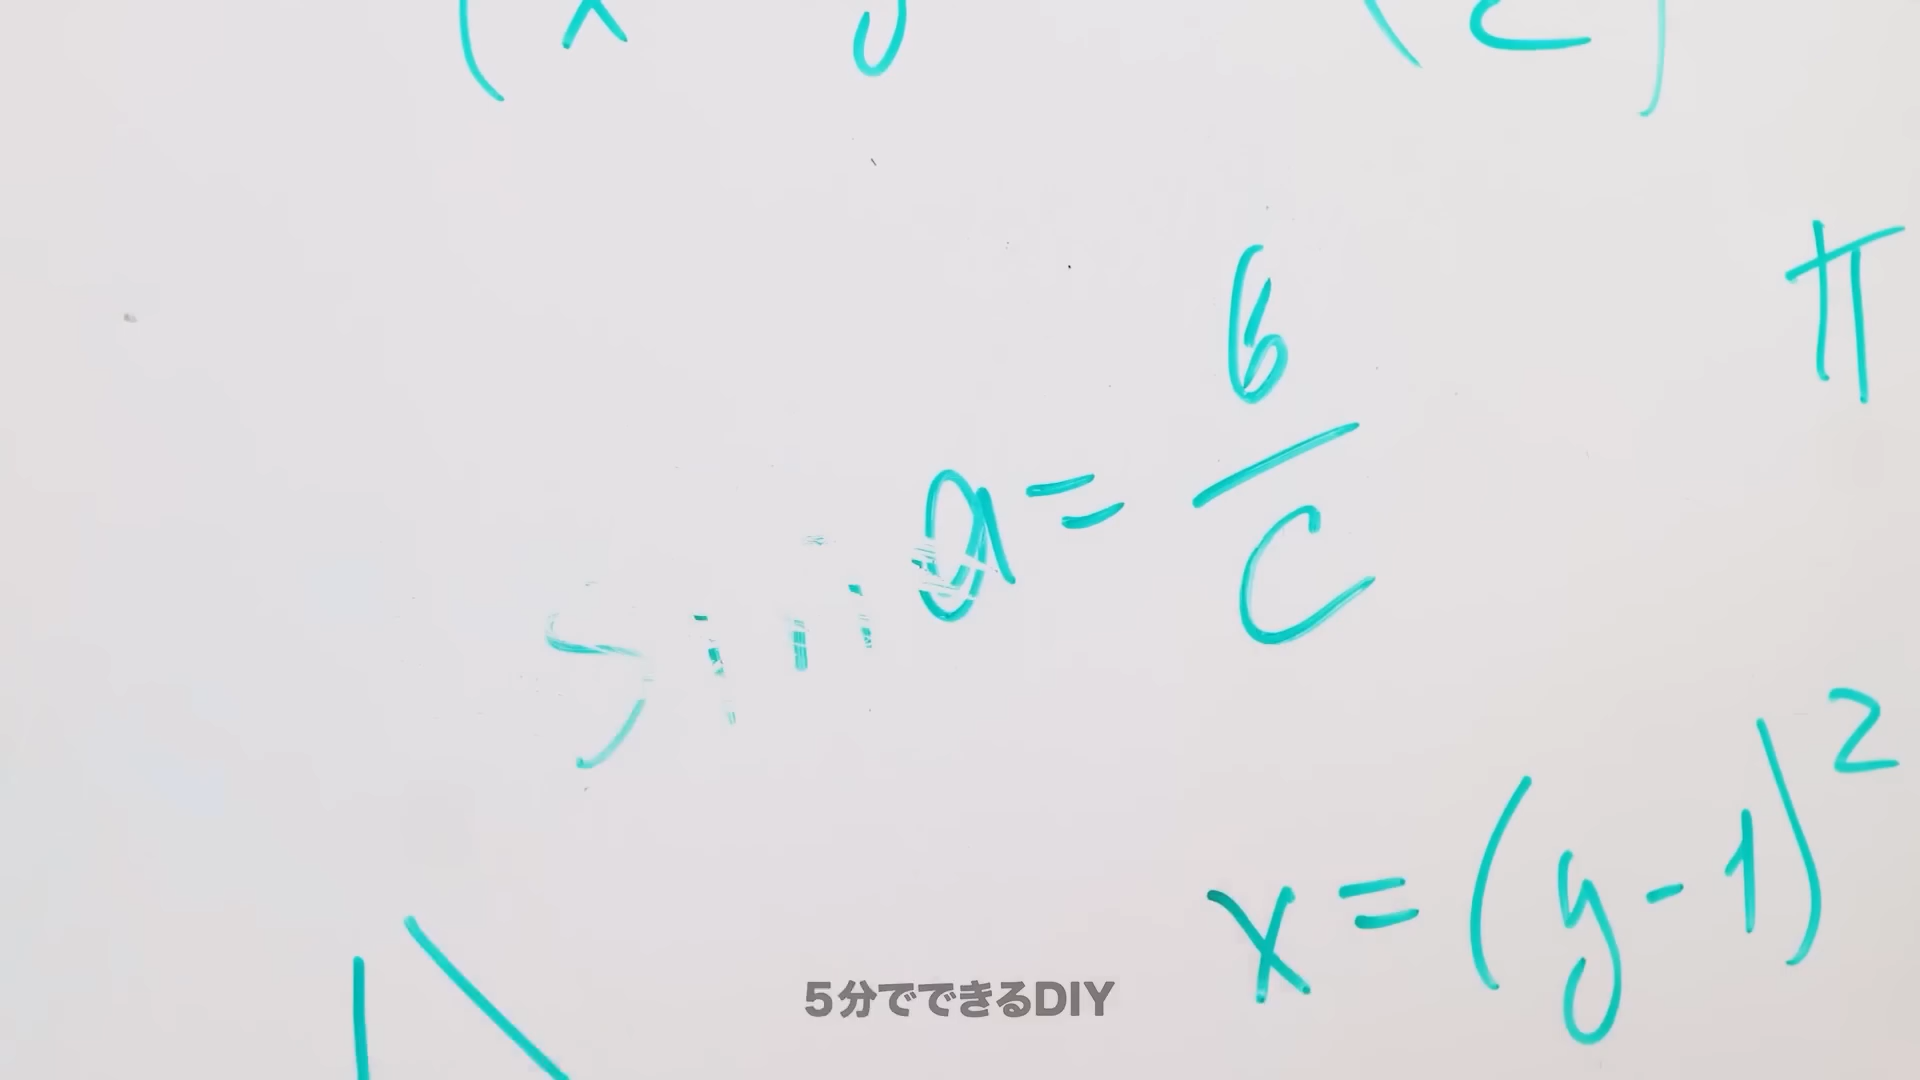 π
sin a = b/c
x = (y - 1)²
5分でできるDIY